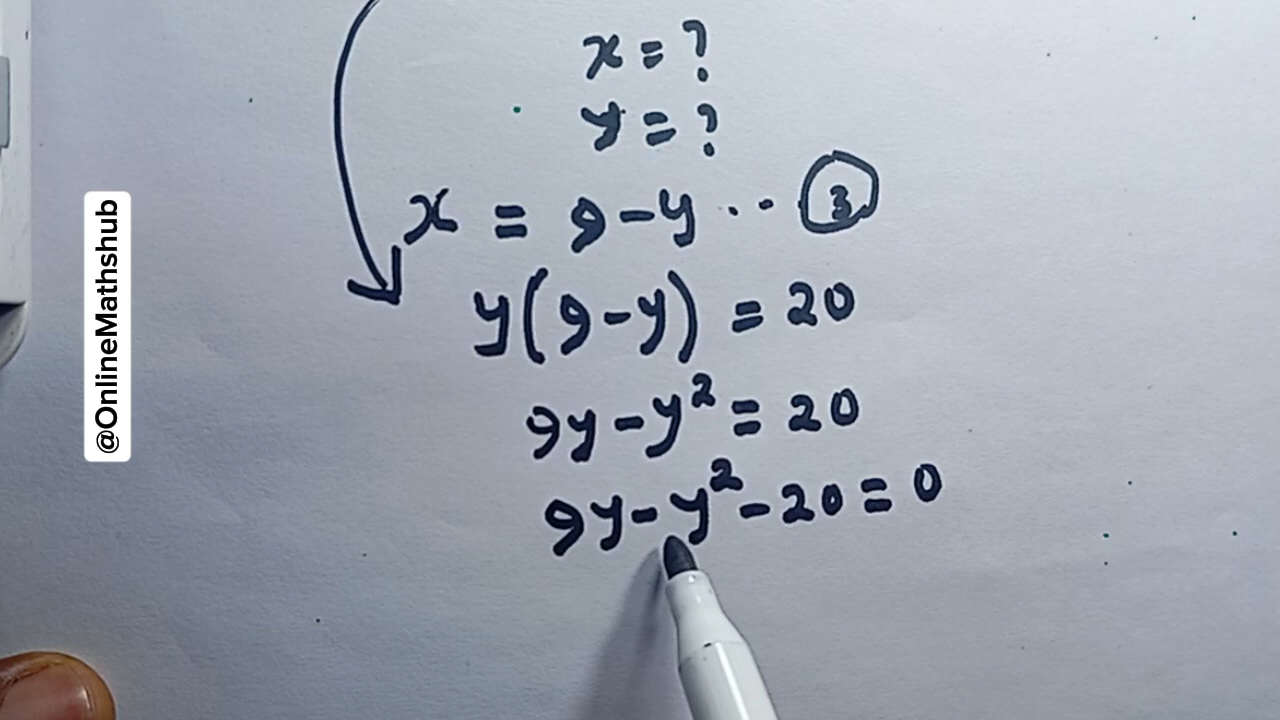 x = ?
y = ?
x = 9 - y .. ③
y(9 - y) = 20
9y - y² = 20
9y - y² - 20 = 0
@OnlineMathshub